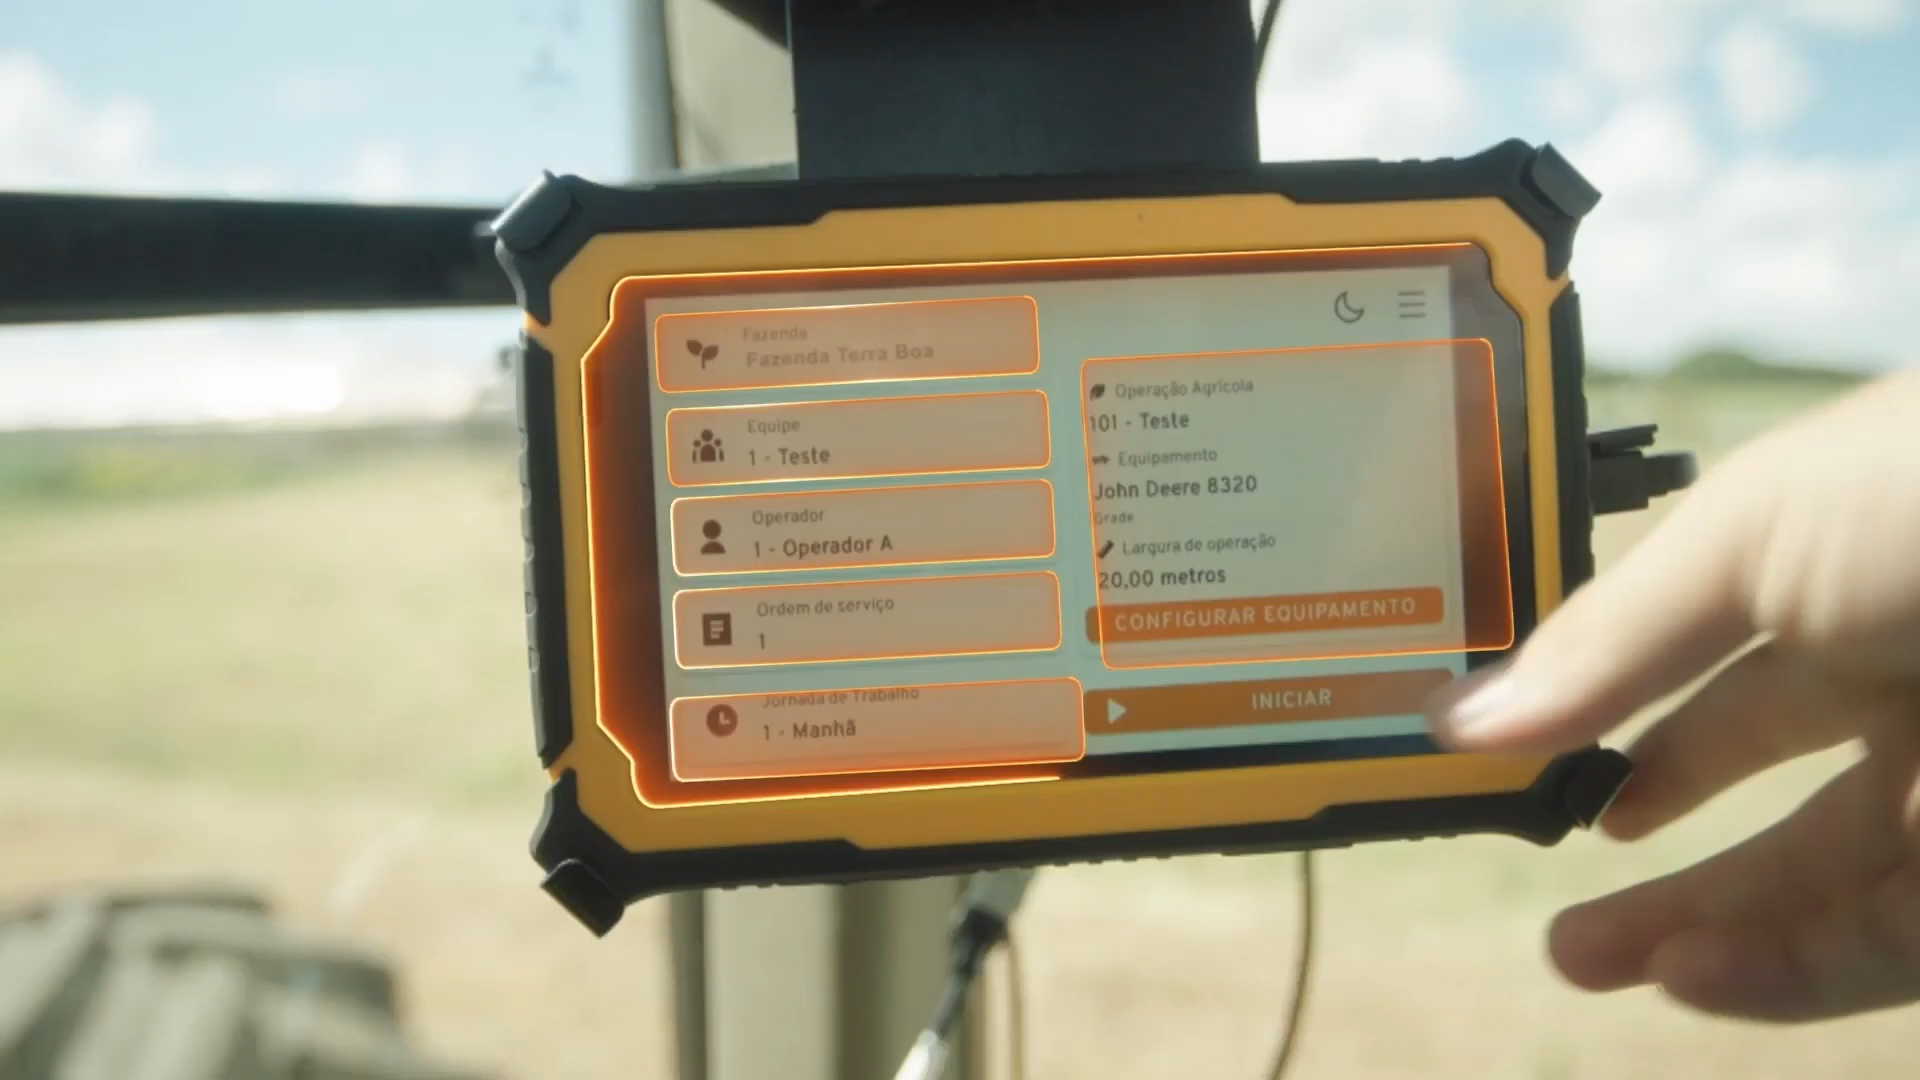 Fazenda
Fazenda Terra Boa
Equipe
1 - Teste
Operador
1 - Operador A
Ordem de serviço
1
Jornada de Trabalho
1 - Manhã
Operação Agrícola
101 - Teste
Equipamento
John Deere 8320
Grade
Largura de operação
20,00 metros
CONFIGURAR EQUIPAMENTO
INICIAR